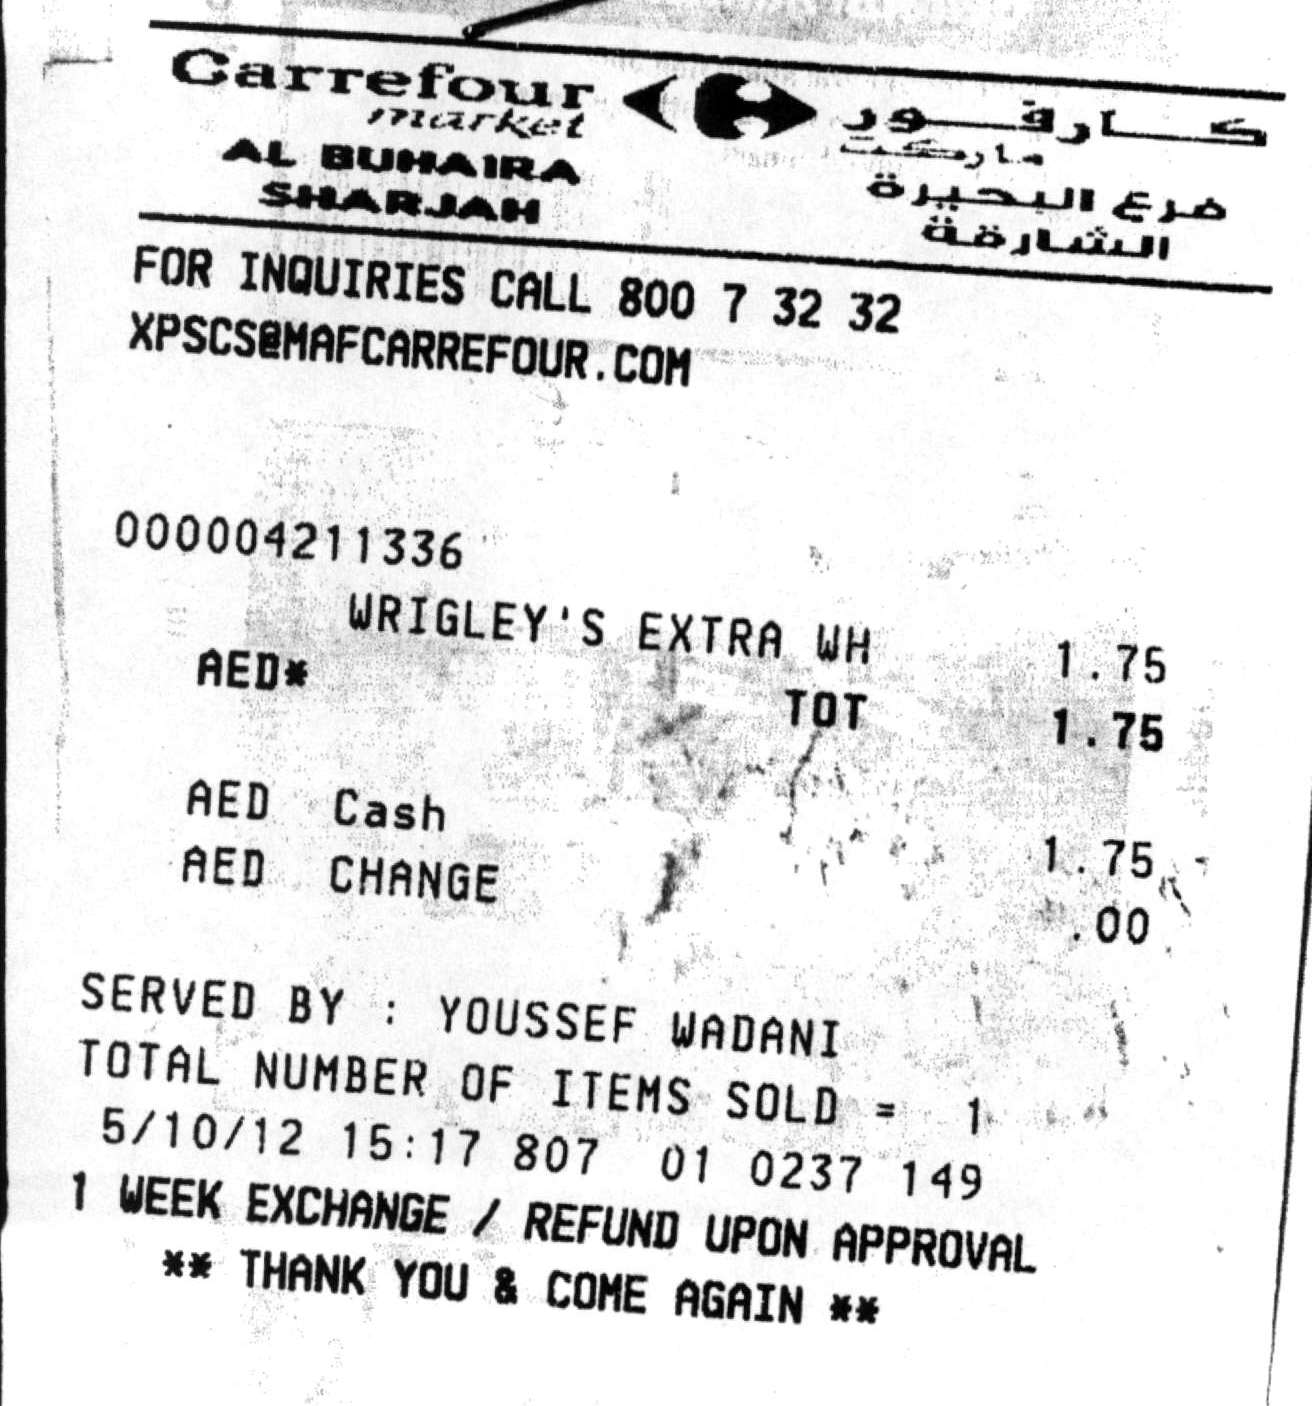 Carrefour كارفور
market ماركت
AL BUHAIRA فرع البحيرة
SHARJAH الشارقة
FOR INQUIRIES CALL 800 7 32 32
XPSCS@MAFCARREFOUR.COM
000004211336
WRIGLEY'S EXTRA WH 1.75
AED* TOT 1.75
AED Cash 1.75
AED CHANGE .00
SERVED BY : YOUSSEF WADANI
TOTAL NUMBER OF ITEMS SOLD = 1
5/10/12 15:17 807 01 0237 149
1 WEEK EXCHANGE / REFUND UPON APPROVAL
** THANK YOU & COME AGAIN **